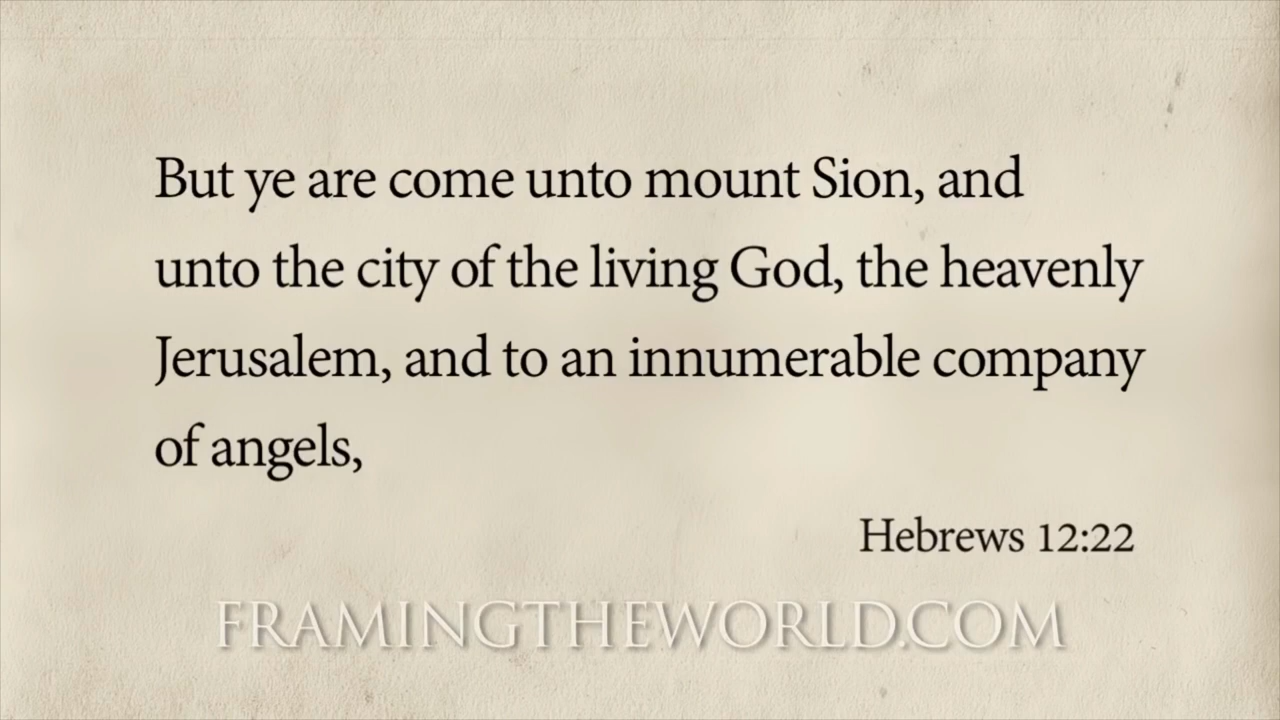 But ye are come unto mount Sion, and
unto the city of the living God, the heavenly
Jerusalem, and to an innumerable company
of angels,
Hebrews 12:22
FRAMINGTHEWORLD.COM